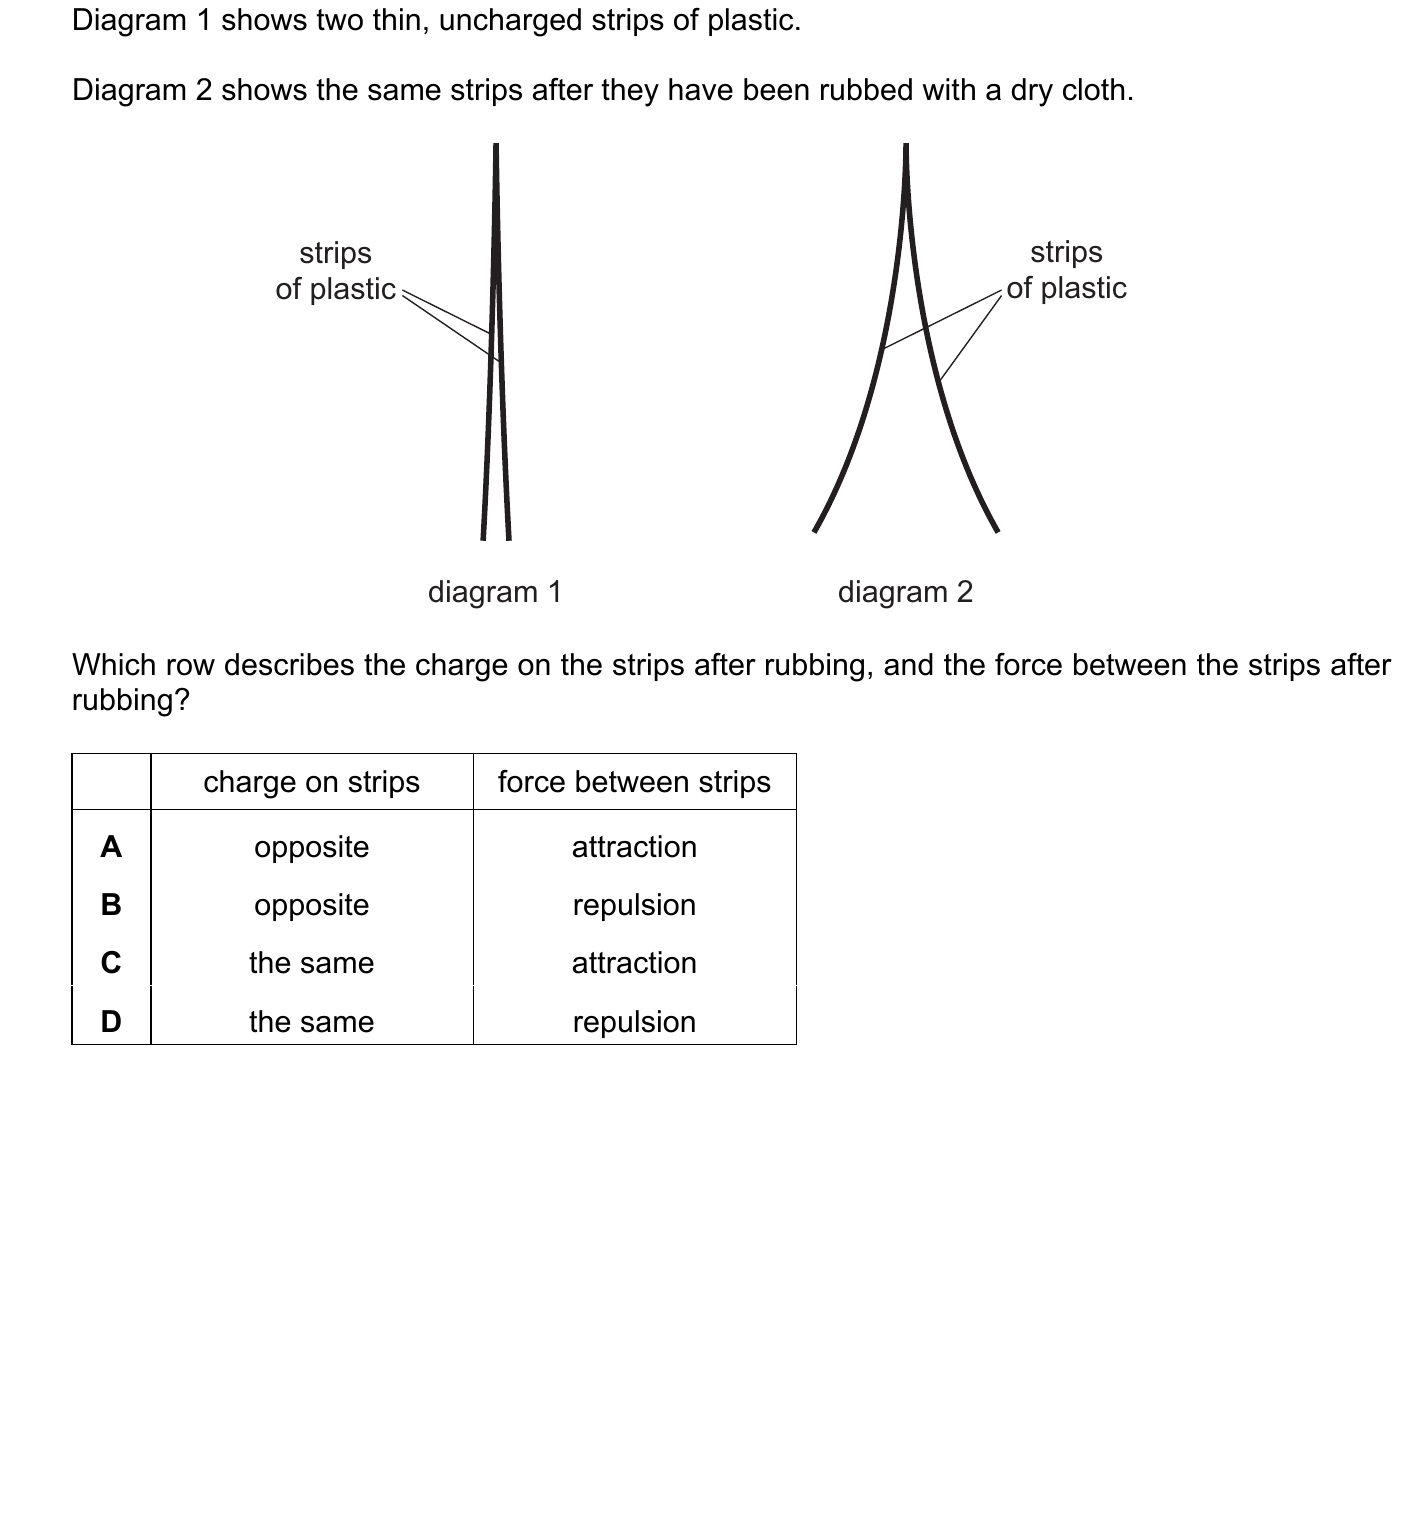 Diagram 1 shows two thin, uncharged strips of plastic.
Diagram 2 shows the same strips after they have been rubbed with a dry cloth.
strips
of plastic
strips
of plastic
diagram 1
diagram 2
Which row describes the charge on the strips after rubbing, and the force between the strips after
rubbing?
charge on strips force between strips
A opposite attraction
B opposite repulsion
C the same attraction
D the same repulsion